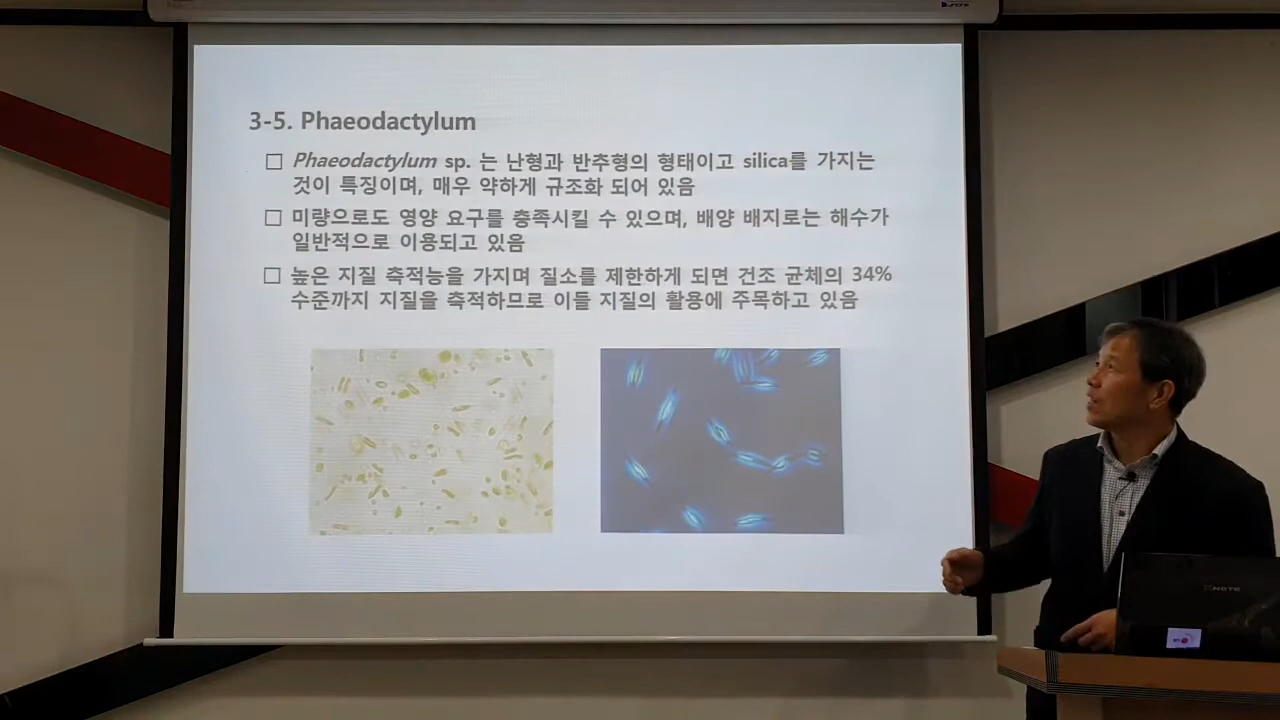 3-5. Phaeodactylum
□ Phaeodactylum sp. 는 난형과 반추형의 형태이고 silica를 가지는
것이 특징이며, 매우 약하게 규조화 되어 있음
□ 미량으로도 영양 요구를 충족시킬 수 있으며, 배양 배지로는 해수가
일반적으로 이용되고 있음
□ 높은 지질 축적능을 가지며 질소를 제한하게 되면 건조 균체의 34%
수준까지 지질을 축적하므로 이들 지질의 활용에 주목하고 있음
XNOTE